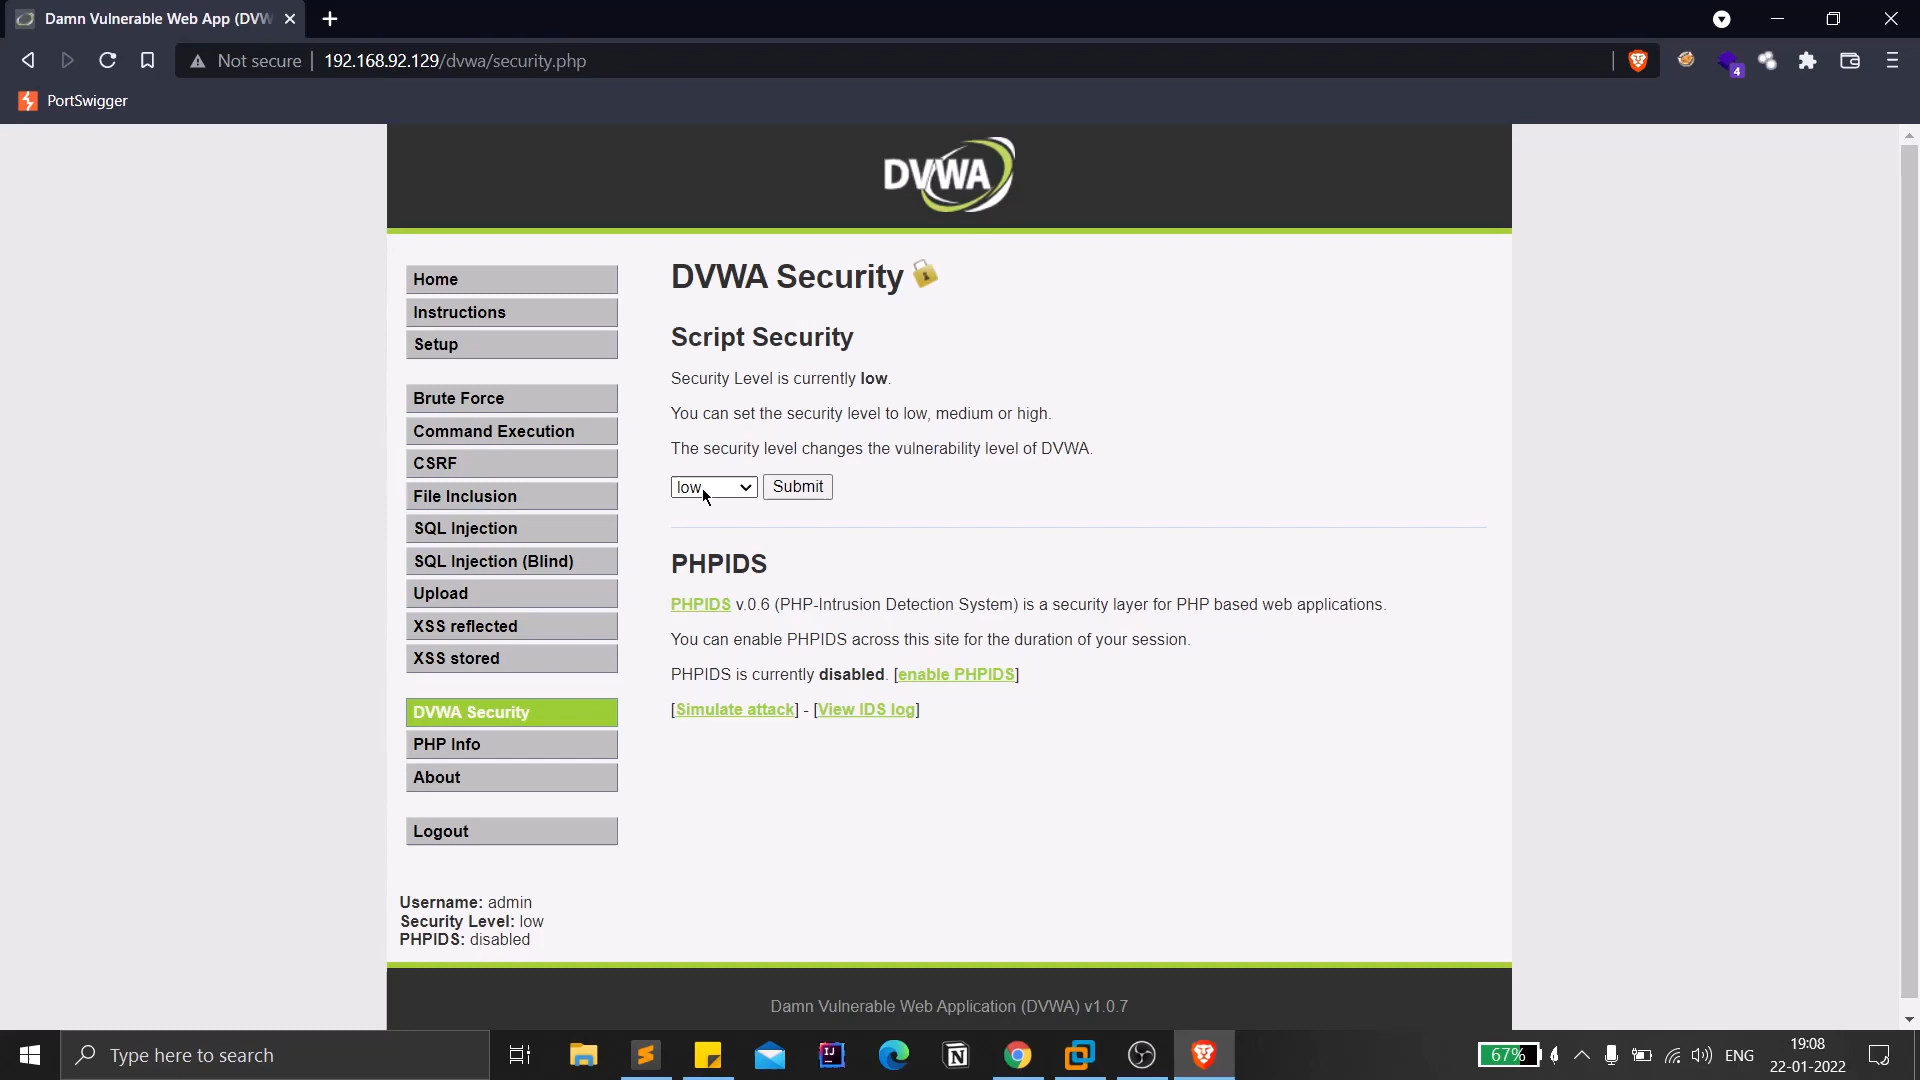 Damn Vulnerable Web App (DVW
Not secure
192.168.92.129/dvwa/security.php
4
PortSwigger
DVWA
Home
Instructions
Setup
Brute Force
Command Execution
CSRF
File Inclusion
SQL Injection
SQL Injection (Blind)
Upload
XSS reflected
XSS stored
DVWA Security
PHP Info
About
Logout
Username: admin
Security Level: low
PHPIDS: disabled
DVWA Security
Script Security
Security Level is currently low.
You can set the security level to low, medium or high.
The security level changes the vulnerability level of DVWA.
low Submit
PHPIDS
PHPIDS v.0.6 (PHP-Intrusion Detection System) is a security layer for PHP based web applications.
You can enable PHPIDS across this site for the duration of your session.
PHPIDS is currently disabled. [enable PHPIDS]
[Simulate attack] - [View IDS log]
Damn Vulnerable Web Application (DVWA) v1.0.7
Type here to search
67%
ENG
19:08
22-01-2022